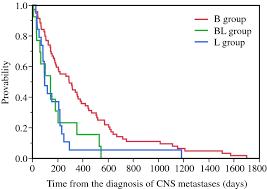 1.0
0.8
0.6
0.4
0.2
0.0
Provability
B group
BL group
L group
0 200 400 600 800 1000 1200 1400 1600 1800
Time from the diagnosis of CNS metastases (days)